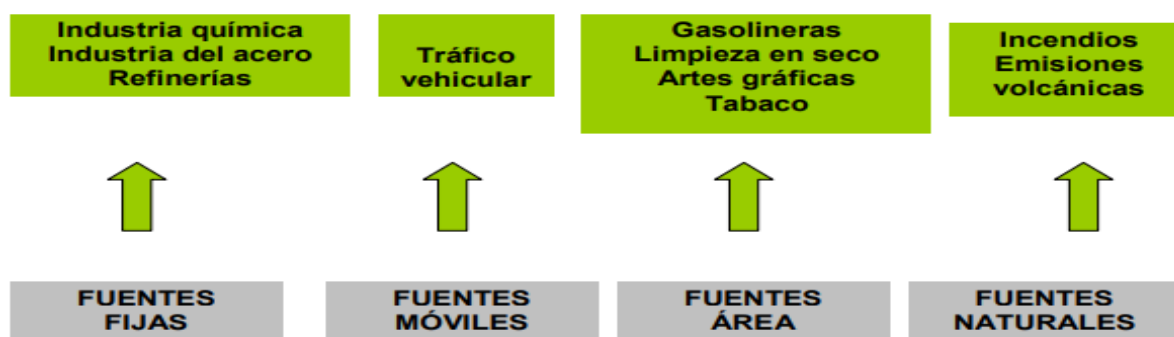 Industria química
Industria del acero
Refinerías
Tráfico
vehicular
Gasolineras
Limpieza en seco
Artes gráficas
Tabaco
Incendios
Emisiones
volcánicas
FUENTES
FIJAS
FUENTES
MÓVILES
FUENTES
ÁREA
FUENTES
NATURALES